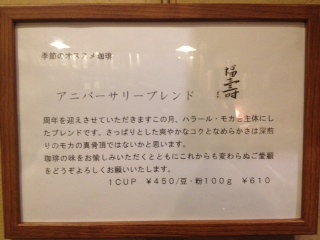 季節のオススメ珈琲
アニバーサリーブレンド
福壽
周年を迎えさせていただきますこの月、ハラール・モカを主体にし
たブレンドです。さっぱりとした爽やかなコクとなめらかさは深煎
りのモカの真骨頂ではないかと思います。
珈琲の味をお愉しみいただくとともにこれからも変わらぬご愛顧
をどうぞよろしくお願いいたします。
1CUP ¥450/豆・粉100g ¥610